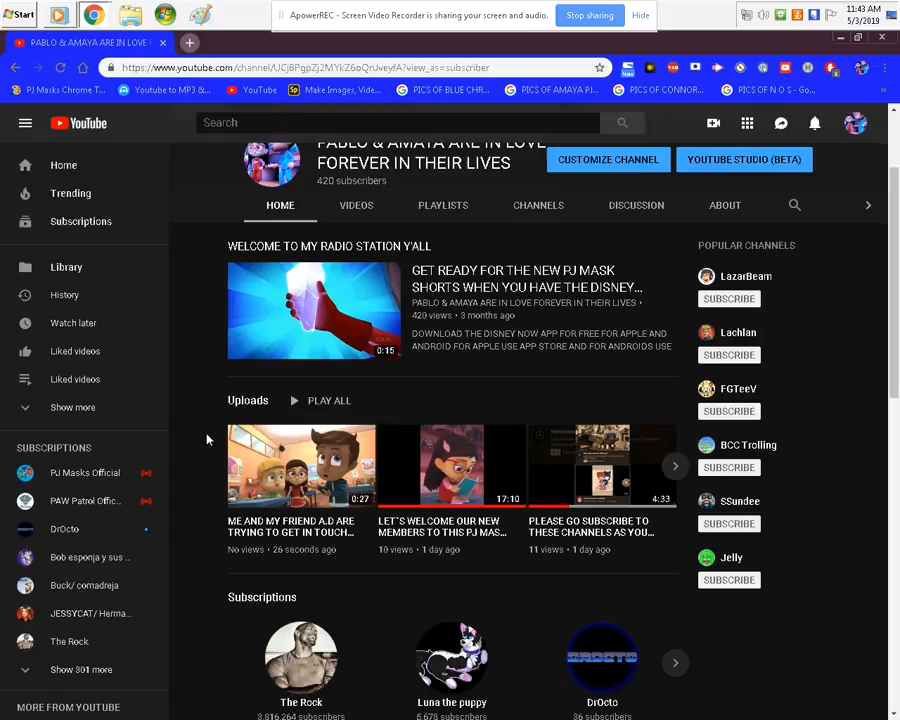 Start
ApowerREC - Screen Video Recorder is sharing your screen and audio.
Stop sharing
Hide
11:43 AM
5/3/2019
PABLO & AMAYA ARE IN LOVE
https://www.youtube.com/channel/UCjBPgpZj2MYkZ6oQnJveyfA?view_as=subscriber
PJ Masks Chrome T...
Youtube to MP3 &...
YouTube
Make Images, Vide...
PICS OF BLUE CHR...
PICS OF AMAYA PJ...
PICS OF CONNOR...
PICS OF N O S - Go...
YouTube
Search
Home
Trending
Subscriptions
Library
History
Watch later
Liked videos
Liked videos
Show more
SUBSCRIPTIONS
PJ Masks Official
PAW Patrol Offic...
DrOcto
Bob esponja y sus ...
Buck/ comadreja
JESSYCAT/ Herma...
The Rock
Show 301 more
MORE FROM YOUTUBE
PABLO & AMAYA ARE IN LOVE
FOREVER IN THEIR LIVES
420 subscribers
CUSTOMIZE CHANNEL
YOUTUBE STUDIO (BETA)
HOME
VIDEOS
PLAYLISTS
CHANNELS
DISCUSSION
ABOUT
WELCOME TO MY RADIO STATION Y'ALL
0:15
GET READY FOR THE NEW PJ MASK
SHORTS WHEN YOU HAVE THE DISNEY...
PABLO & AMAYA ARE IN LOVE FOREVER IN THEIR LIVES •
420 views • 3 months ago
DOWNLOAD THE DISNEY NOW APP FOR FREE FOR APPLE AND
ANDROID FOR APPLE USE APP STORE AND FOR ANDROIDS USE
Uploads
PLAY ALL
0:27
ME AND MY FRIEND A.D ARE
TRYING TO GET IN TOUCH...
No views • 26 seconds ago
17:10
LET`S WELCOME OUR NEW
MEMBERS TO THIS PJ MAS...
10 views • 1 day ago
4:33
PLEASE GO SUBSCRIBE TO
THESE CHANNELS AS YOU...
11 views • 1 day ago
Subscriptions
The Rock
3,816,264 subscribers
Luna the puppy
5,678 subscribers
DROCTO
DrOcto
36 subscribers
POPULAR CHANNELS
LazarBeam
SUBSCRIBE
Lachlan
SUBSCRIBE
FGTeeV
SUBSCRIBE
BCC Trolling
SUBSCRIBE
SSundee
SUBSCRIBE
Jelly
SUBSCRIBE